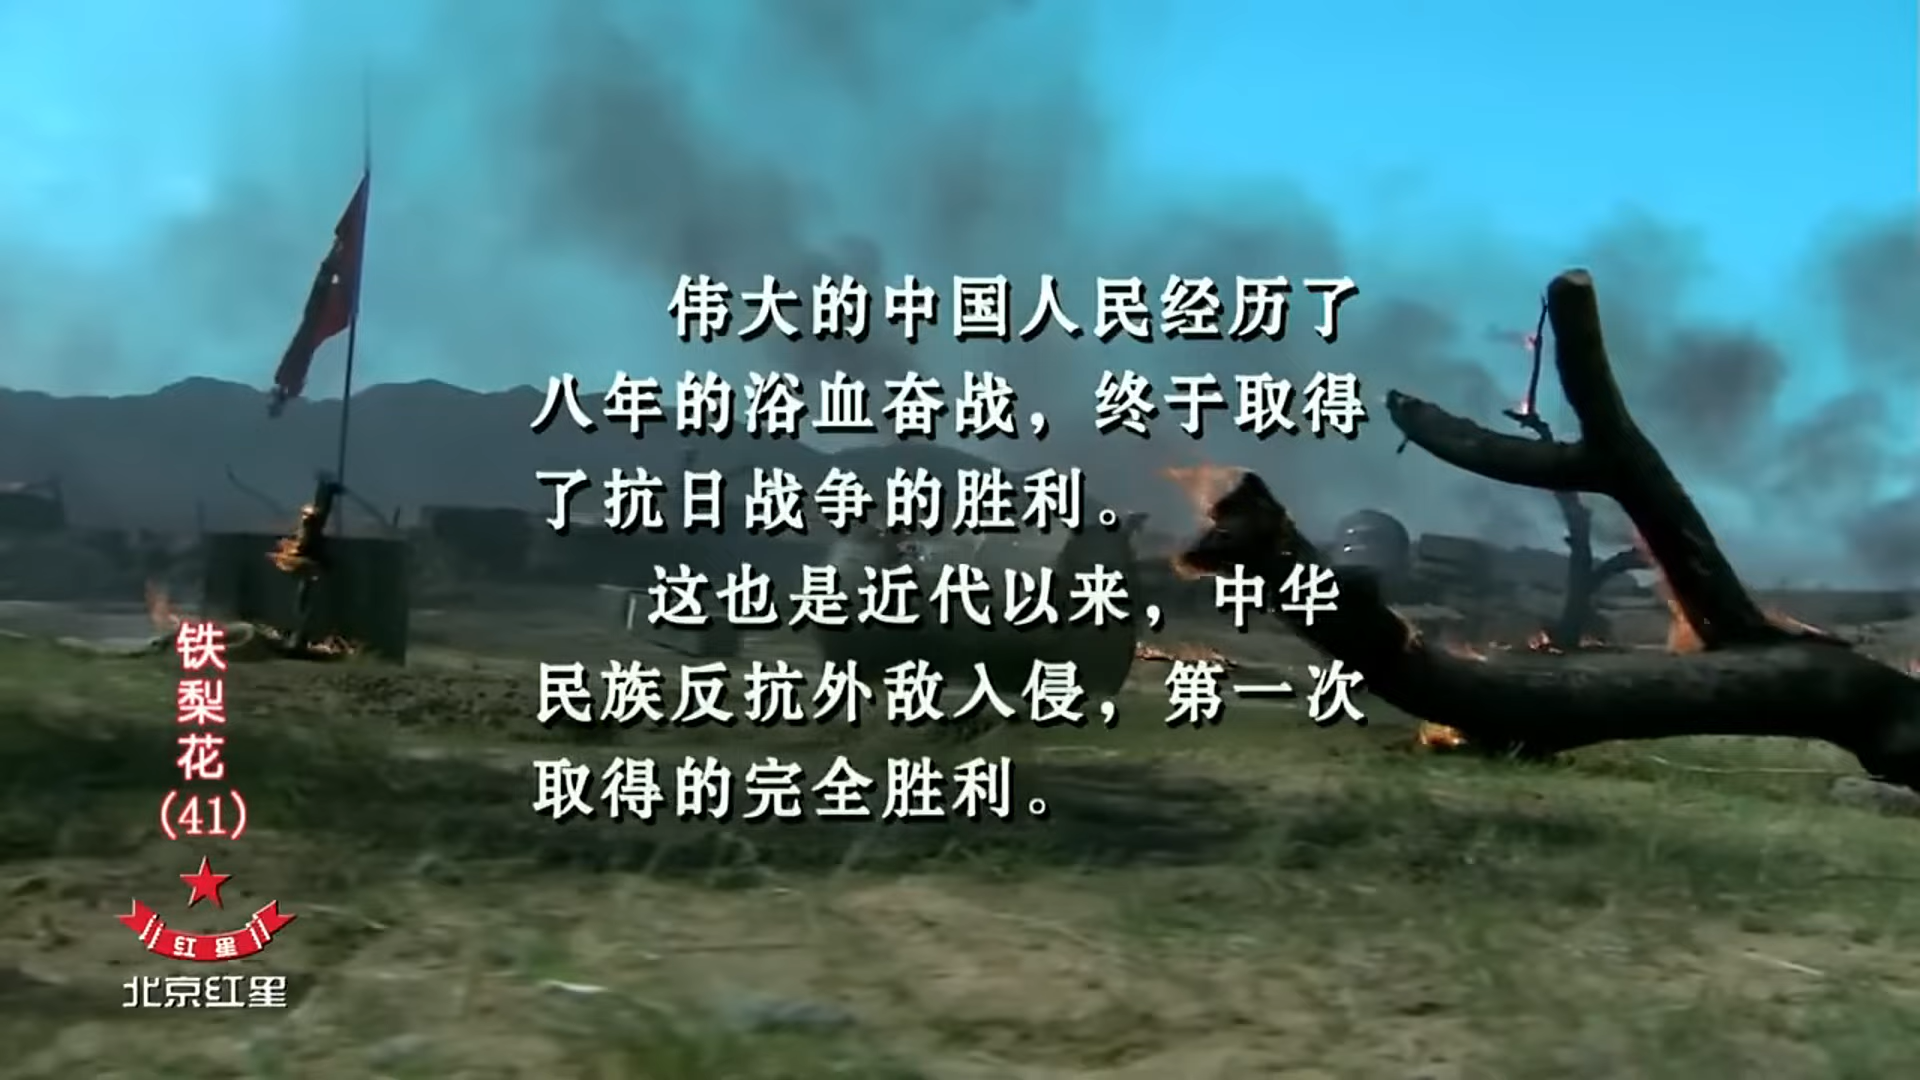 伟大的中国人民经历了
八年的浴血奋战，终于取得
了抗日战争的胜利。
这也是近代以来，中华
民族反抗外敌入侵，第一次
取得的完全胜利。
铁梨花
(41)
红星
北京红星